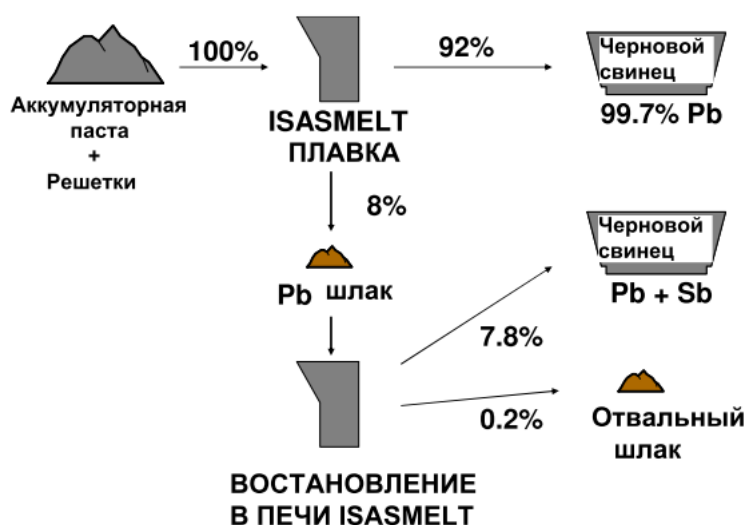 100%
92%
Черновой
свинец
99.7% Pb
Аккумуляторная
паста
+
Решетки
ISASMELT
ПЛАВКА
8%
Pb шлак
Черновой
свинец
Pb + Sb
7.8%
0.2%
Отвальный
шлак
ВОСТАНОВЛЕНИЕ
В ПЕЧИ ISASMELT